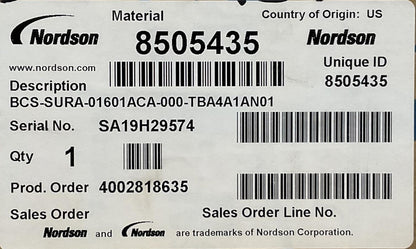 Material
Country of Origin: US
Nordson
8505435
Nordson
www.nordson.com
Unique ID
8505435
Description
BCS-SURA-01601ACA-000-TBA4A1AN01
Serial No. SA19H29574
Qty 1
Prod. Order 4002818635
Sales Order
Sales Order Line No.
Nordson and Nordson are trademarks of Nordson Corporation.